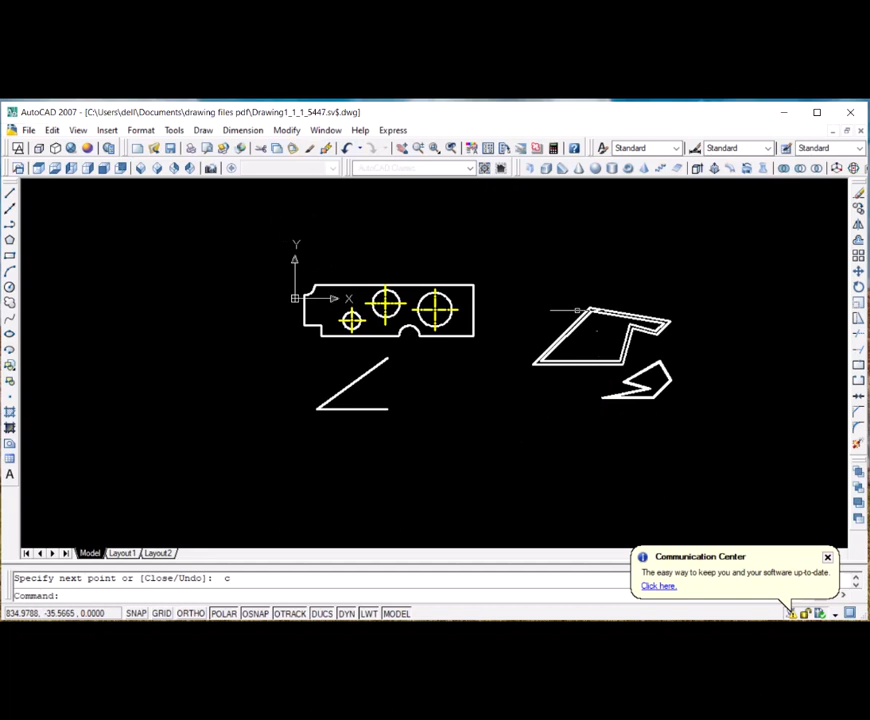 AutoCAD 2007 - [C:\Users\dell\Documents\drawing files pdf\Drawing1_1_1_5447.sv$.dwg]
File Edit View Insert Format Tools Draw Dimension Modify Window Help Express
Standard Standard Standard
AutoCAD Classic
Y
X
Model Layout1 Layout2
Communication Center
The easy way to keep you and your software up-to-date.
Click here.
Specify next point or [Close/Undo]: c
Command:
834.9788, -35.5665, 0.0000 SNAP GRID ORTHO POLAR OSNAP OTRACK DUCS DYN LWT MODEL